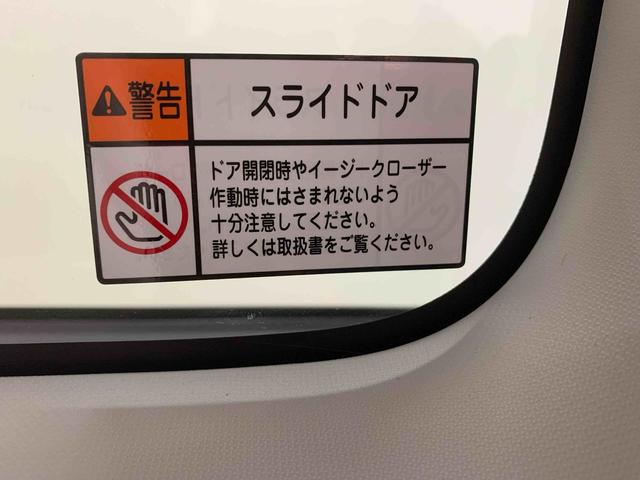 警告
スライドドア
ドア開閉時やイージークローザー
作動時にはさまれないよう
十分注意してください。
詳しくは取扱書をご覧ください。